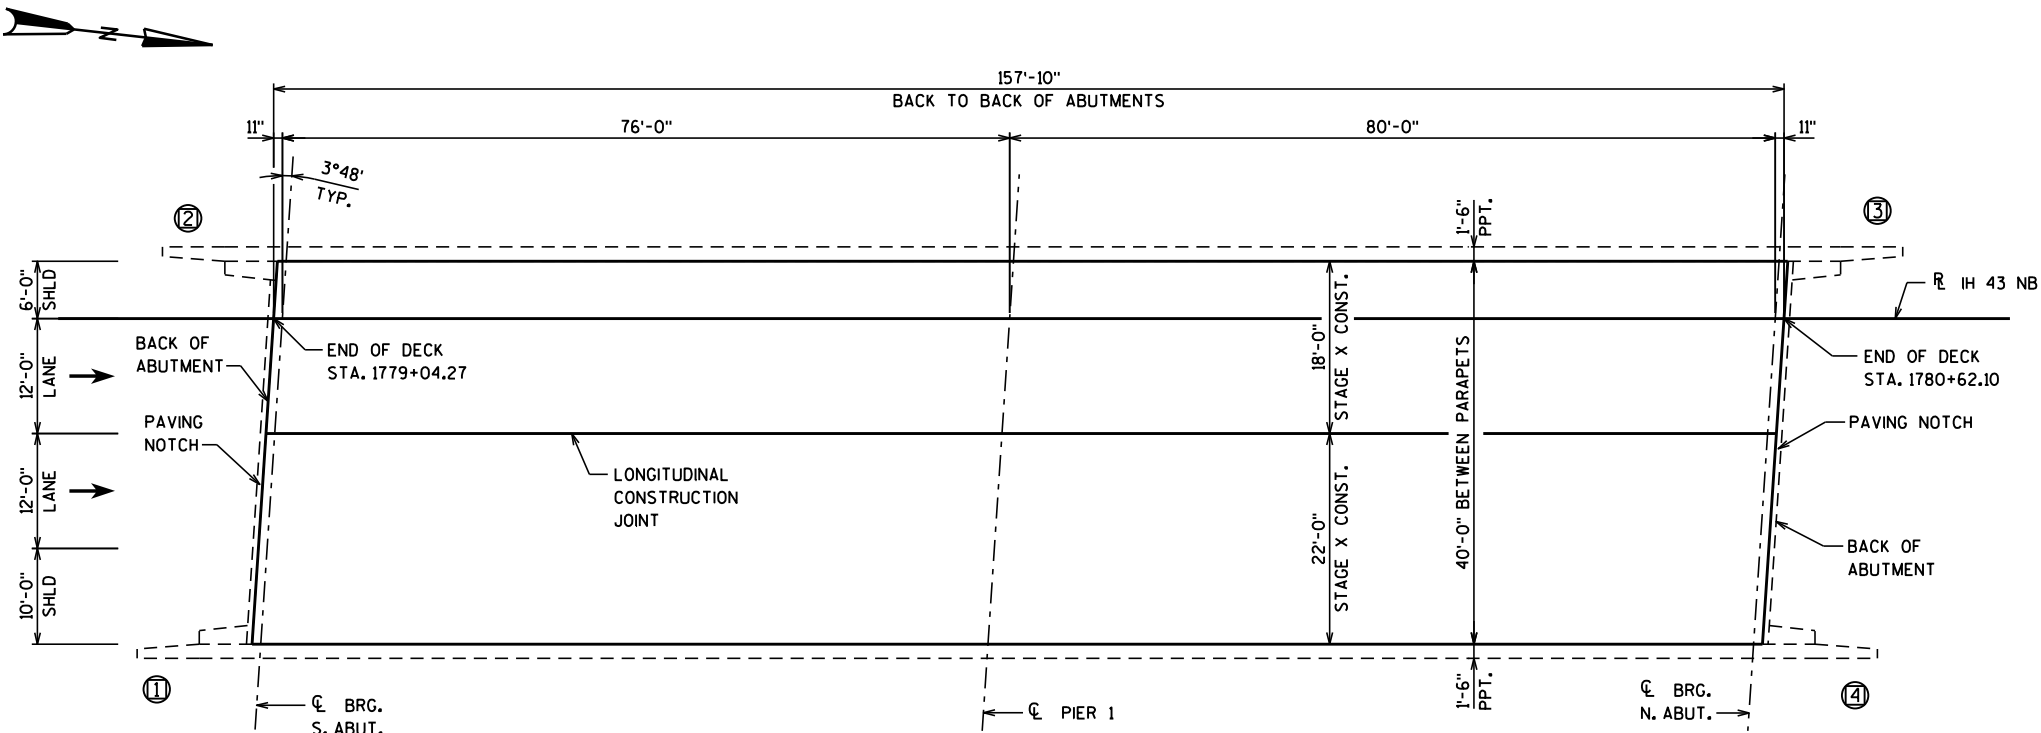 N
157'-10"
BACK TO BACK OF ABUTMENTS
11"
76'-0"
80'-0"
11"
3°48'
TYP.
2
3
1'-6"
PPT.
6'-0"
SHLD
℞ IH 43 NB
BACK OF
ABUTMENT
END OF DECK
STA. 1779+04.27
18'-0"
STAGE X CONST.
40'-0" BETWEEN PARAPETS
END OF DECK
STA. 1780+62.10
12'-0"
LANE
PAVING
NOTCH
PAVING NOTCH
LONGITUDINAL
CONSTRUCTION
JOINT
12'-0"
LANE
22'-0"
STAGE X CONST.
BACK OF
ABUTMENT
10'-0"
SHLD
1
4
℄ BRG.
S. ABUT.
℄ PIER 1
1'-6"
PPT.
℄ BRG.
N. ABUT.